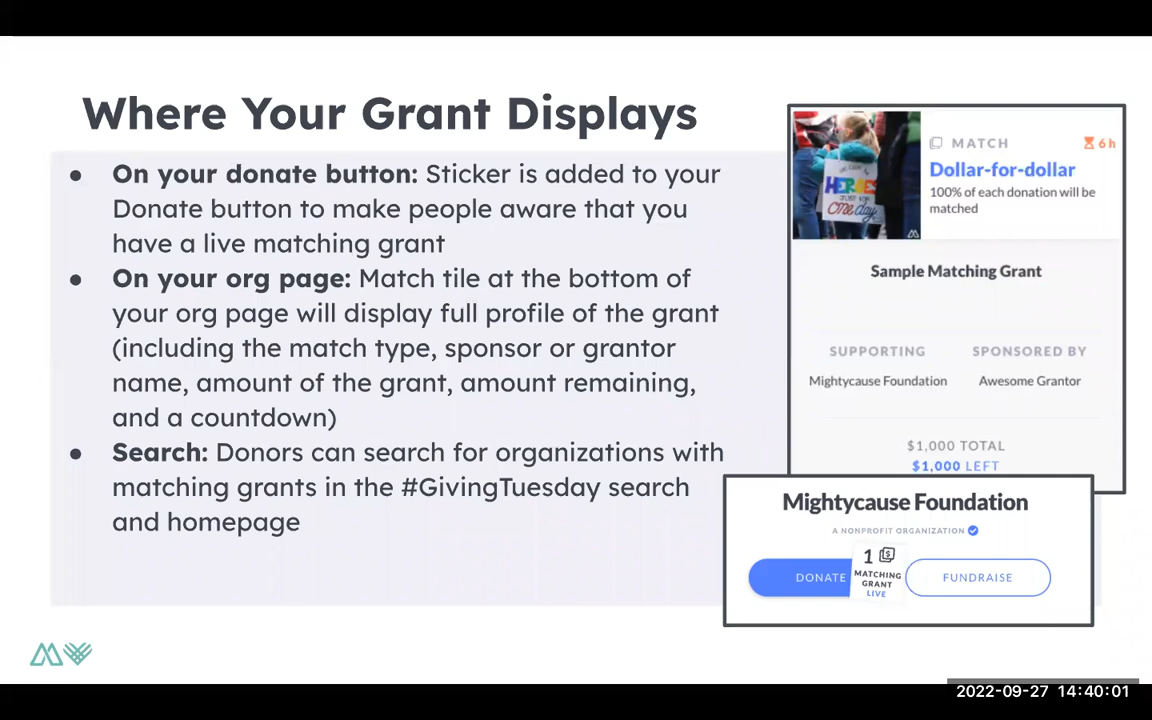 Where Your Grant Displays
● On your donate button: Sticker is added to your
Donate button to make people aware that you
have a live matching grant
● On your org page: Match tile at the bottom of
your org page will display full profile of the grant
(including the match type, sponsor or grantor
name, amount of the grant, amount remaining,
and a countdown)
● Search: Donors can search for organizations with
matching grants in the #GivingTuesday search
and homepage
HEROES
JUST FOR
ONE day
MATCH
6 h
Dollar-for-dollar
100% of each donation will be
matched
Sample Matching Grant
SUPPORTING
SPONSORED BY
Mightycause Foundation
Awesome Grantor
$1,000 TOTAL
$1,000 LEFT
Mightycause Foundation
A NONPROFIT ORGANIZATION
DONATE
1
MATCHING
GRANT
LIVE
FUNDRAISE
2022-09-27 14:40:01